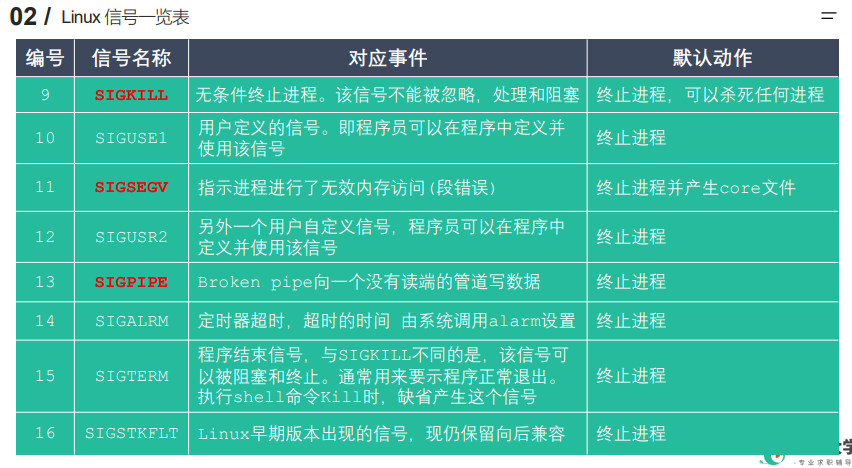 02 / Linux 信号一览表
编号 信号名称 对应事件 默认动作
9 SIGKILL 无条件终止进程。该信号不能被忽略，处理和阻塞 终止进程，可以杀死任何进程
10 SIGUSE1 用户定义的信号。即程序员可以在程序中定义并
使用该信号 终止进程
11 SIGSEGV 指示进程进行了无效内存访问(段错误) 终止进程并产生core文件
12 SIGUSR2 另外一个用户自定义信号，程序员可以在程序中
定义并使用该信号 终止进程
13 SIGPIPE Broken pipe向一个没有读端的管道写数据 终止进程
14 SIGALRM 定时器超时，超时的时间 由系统调用alarm设置 终止进程
15 SIGTERM 程序结束信号，与SIGKILL不同的是，该信号可
以被阻塞和终止。通常用来要示程序正常退出。
执行shell命令Kill时，缺省产生这个信号 终止进程
16 SIGSTKFLT Linux早期版本出现的信号，现仍保留向后兼容 终止进程
专业求职辅导